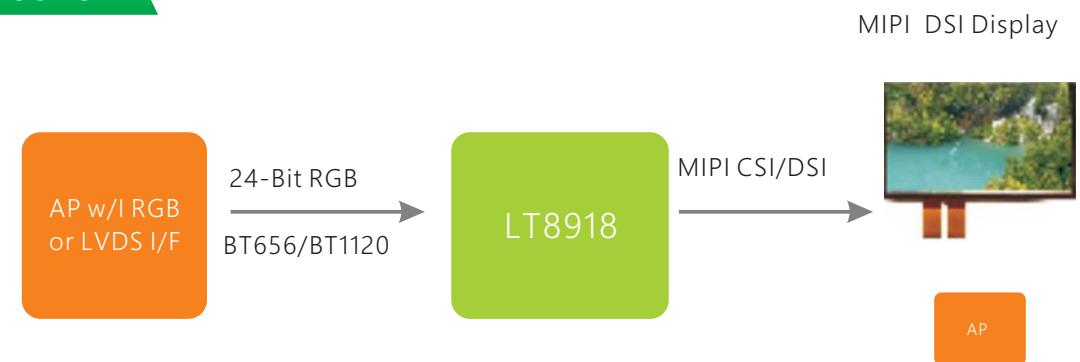 MIPI DSI Display
AP w/I RGB
or LVDS I/F
24-Bit RGB
BT656/BT1120
LT8918
MIPI CSI/DSI
AP